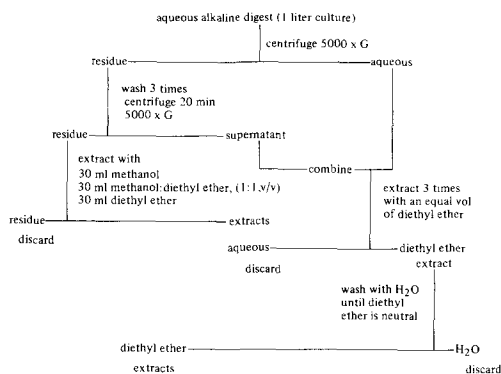 aqueous alkaline digest (1 liter culture)
centrifuge 5000 x G
residue
aqueous
wash 3 times
centrifuge 20 min
5000 x G
residue
supernatant
combine
extract with
30 ml methanol
30 ml methanol:diethyl ether, (1:1,v/v)
30 ml diethyl ether
extract 3 times
with an equal vol
of diethyl ether
residue
extracts
discard
aqueous
diethyl ether
discard
extract
wash with H₂O
until diethyl
ether is neutral
diethyl ether
H₂O
extracts
discard